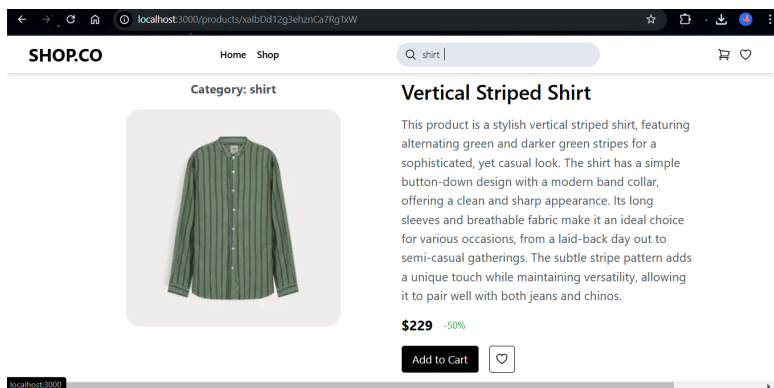 localhost:3000/products/xalbDd12g3ehznCa7RgTxW
SHOP.CO
Home Shop
shirt
Category: shirt
Vertical Striped Shirt
This product is a stylish vertical striped shirt, featuring
alternating green and darker green stripes for a
sophisticated, yet casual look. The shirt has a simple
button-down design with a modern band collar,
offering a clean and sharp appearance. Its long
sleeves and breathable fabric make it an ideal choice
for various occasions, from a laid-back day out to
semi-casual gatherings. The subtle stripe pattern adds
a unique touch while maintaining versatility, allowing
it to pair well with both jeans and chinos.
$229 -50%
Add to Cart
localhost:3000